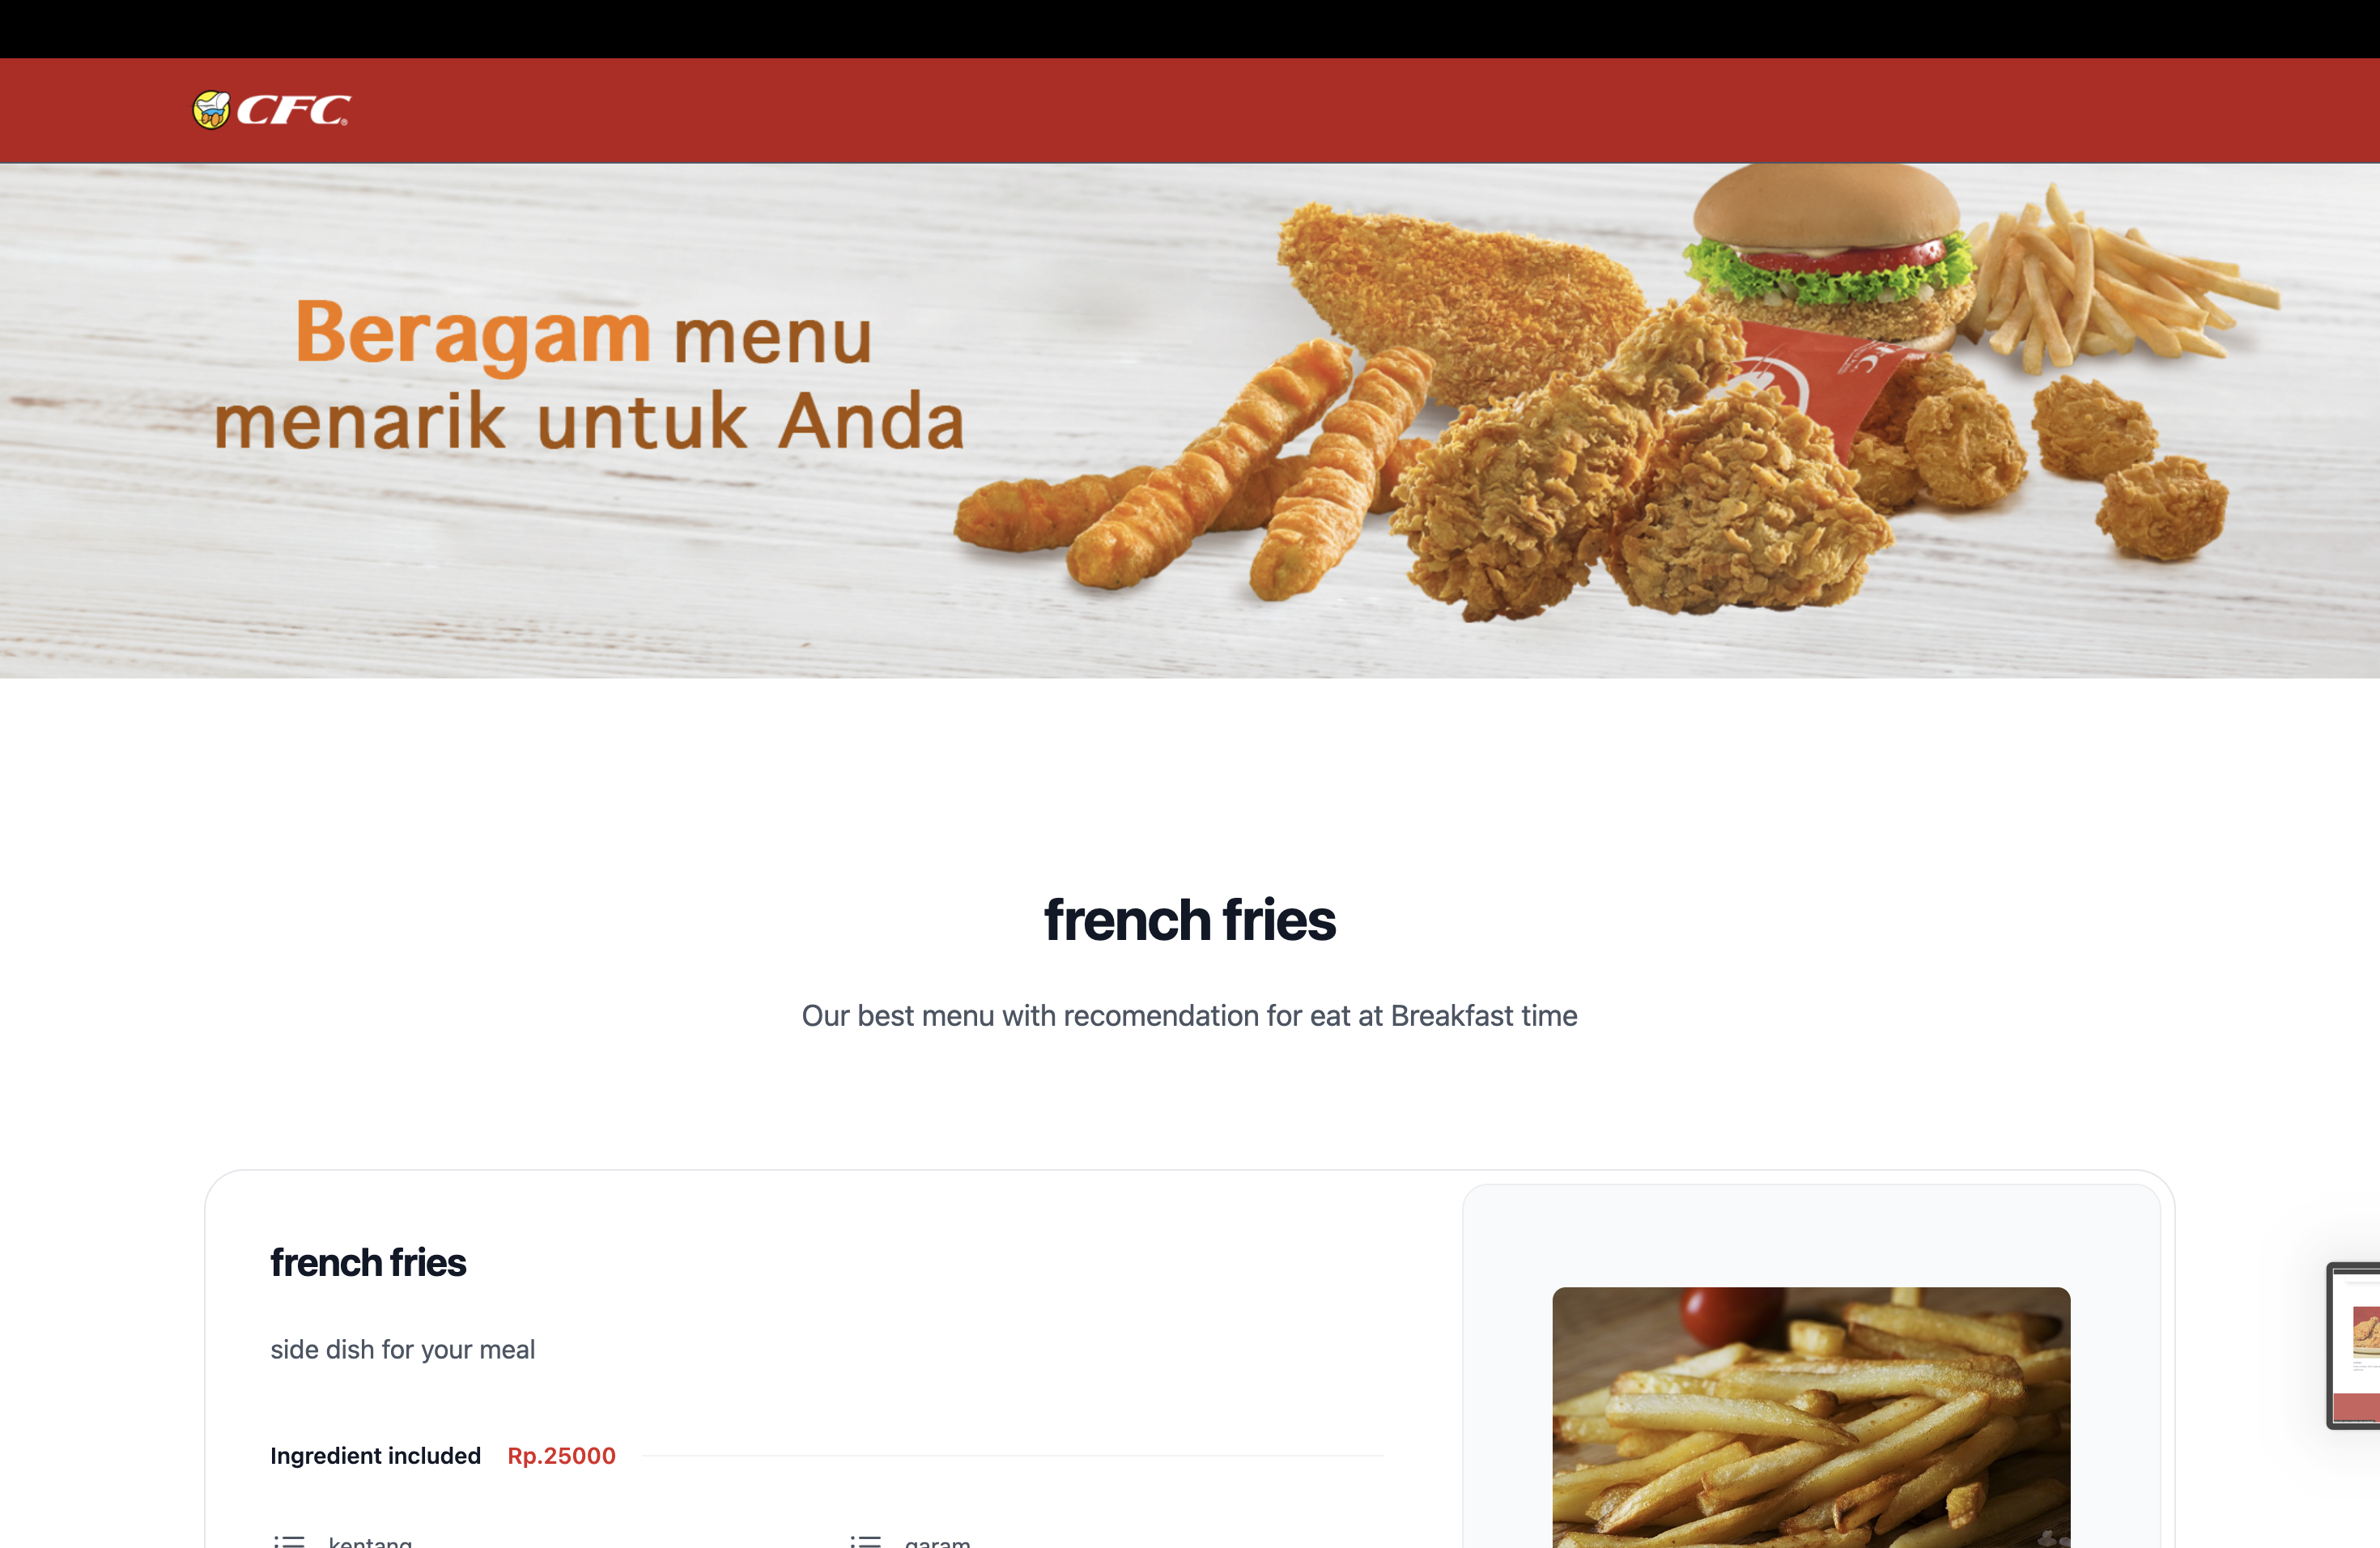 CFC
Beragam menu
menarik untuk Anda
CFC
french fries
Our best menu with recomendation for eat at Breakfast time
french fries
side dish for your meal
Ingredient included Rp.25000
kentang garam